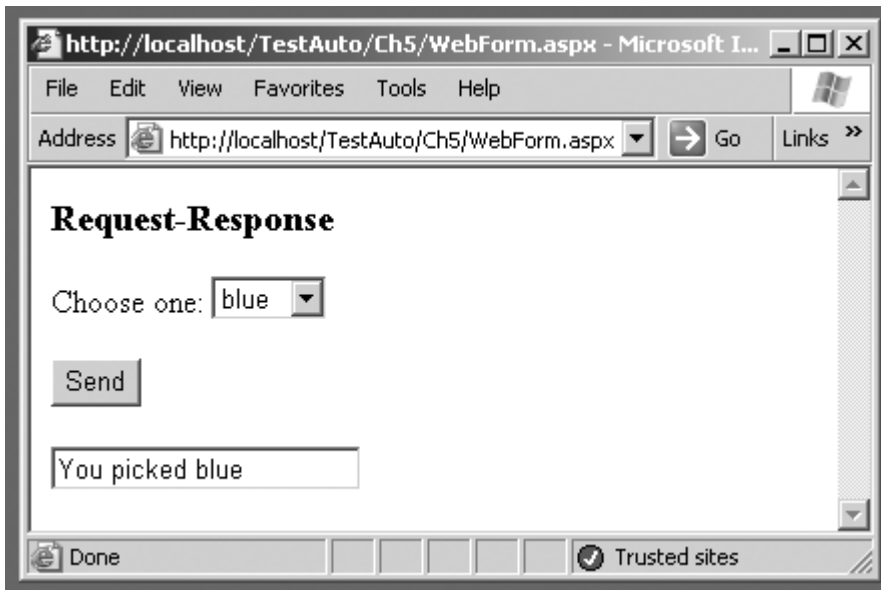 http://localhost/TestAuto/Ch5/WebForm.aspx - Microsoft I...
File Edit View Favorites Tools Help
Address http://localhost/TestAuto/Ch5/WebForm.aspx Go Links »
Request-Response
Choose one: blue
Send
You picked blue
Done Trusted sites